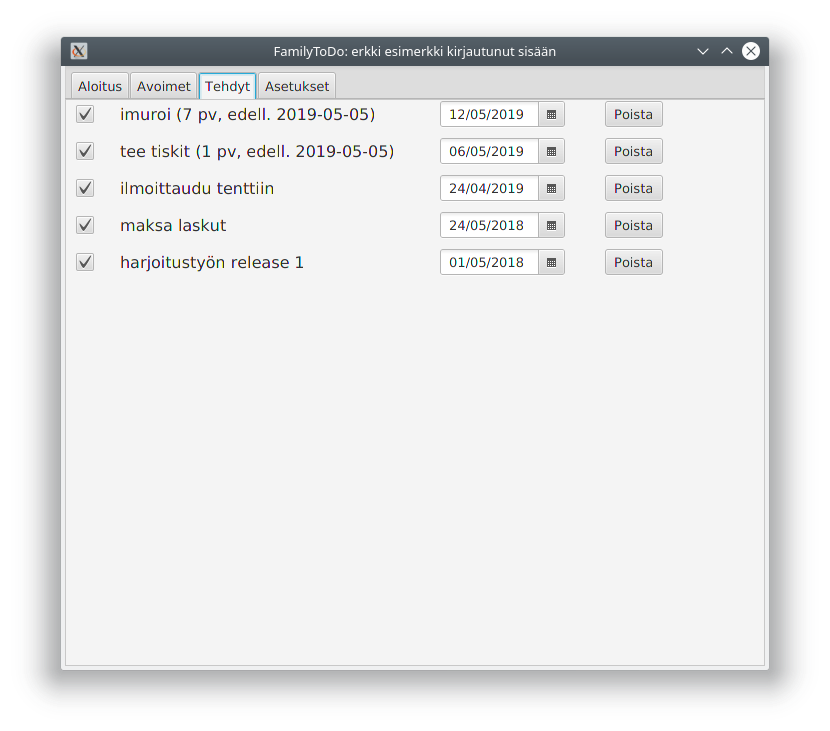 FamilyToDo: erkki esimerkki kirjautunut sisään
Aloitus Avoimet Tehdyt Asetukset
imuroi (7 pv, edell. 2019-05-05) 12/05/2019 Poista
tee tiskit (1 pv, edell. 2019-05-05) 06/05/2019 Poista
ilmoittaudu tenttiin 24/04/2019 Poista
maksa laskut 24/05/2018 Poista
harjoitustyön release 1 01/05/2018 Poista